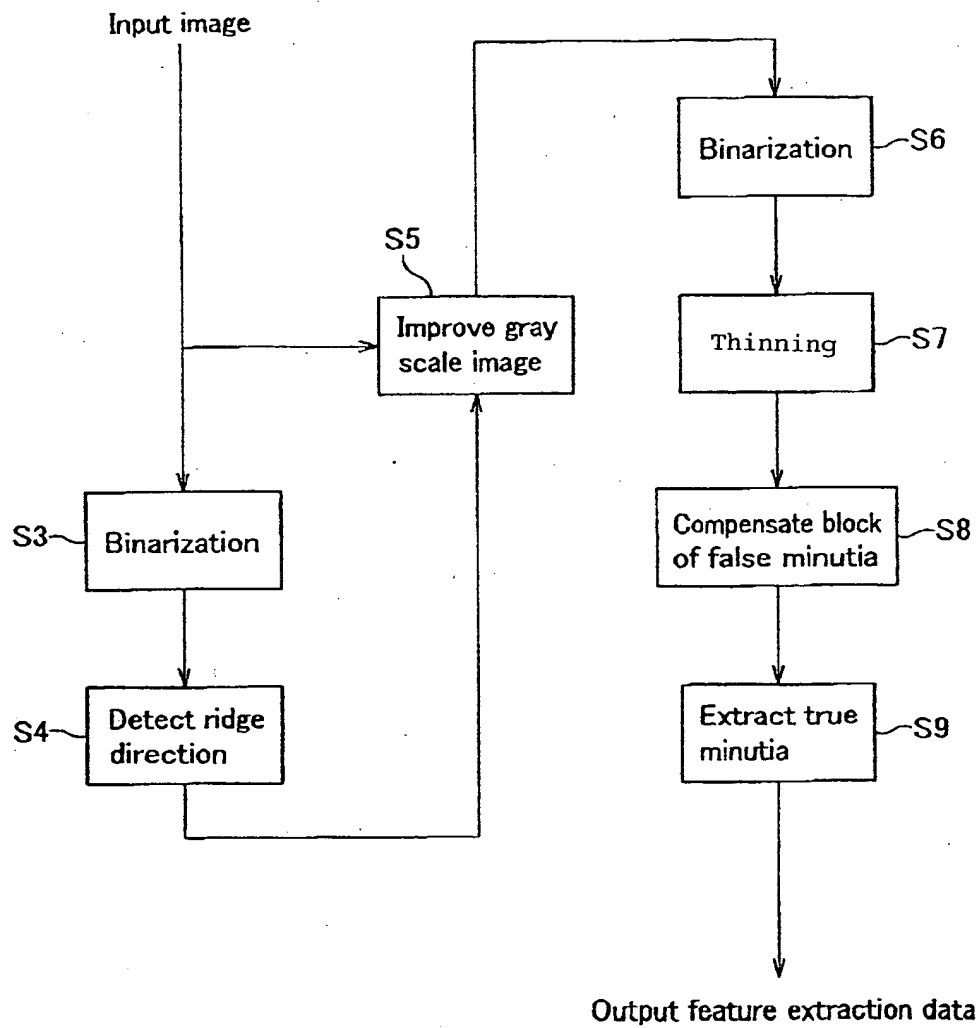 Input image
S3
Binarization
S4
Detect ridge
direction
S5
Improve gray
scale image
Binarization
S6
Thinning
S7
Compensate block
of false minutia
S8
Extract true
minutia
S9
Output feature extraction data